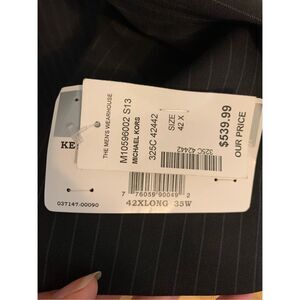 KE
THE MEN'S WEARHOUSE
M10596002 S13
MICHAEL KORS
325C 42442
SIZE
42 X
325C 42442
$539.99
OUR PRICE
7 76059 90049 2
037147-00090
42XLONG 35W